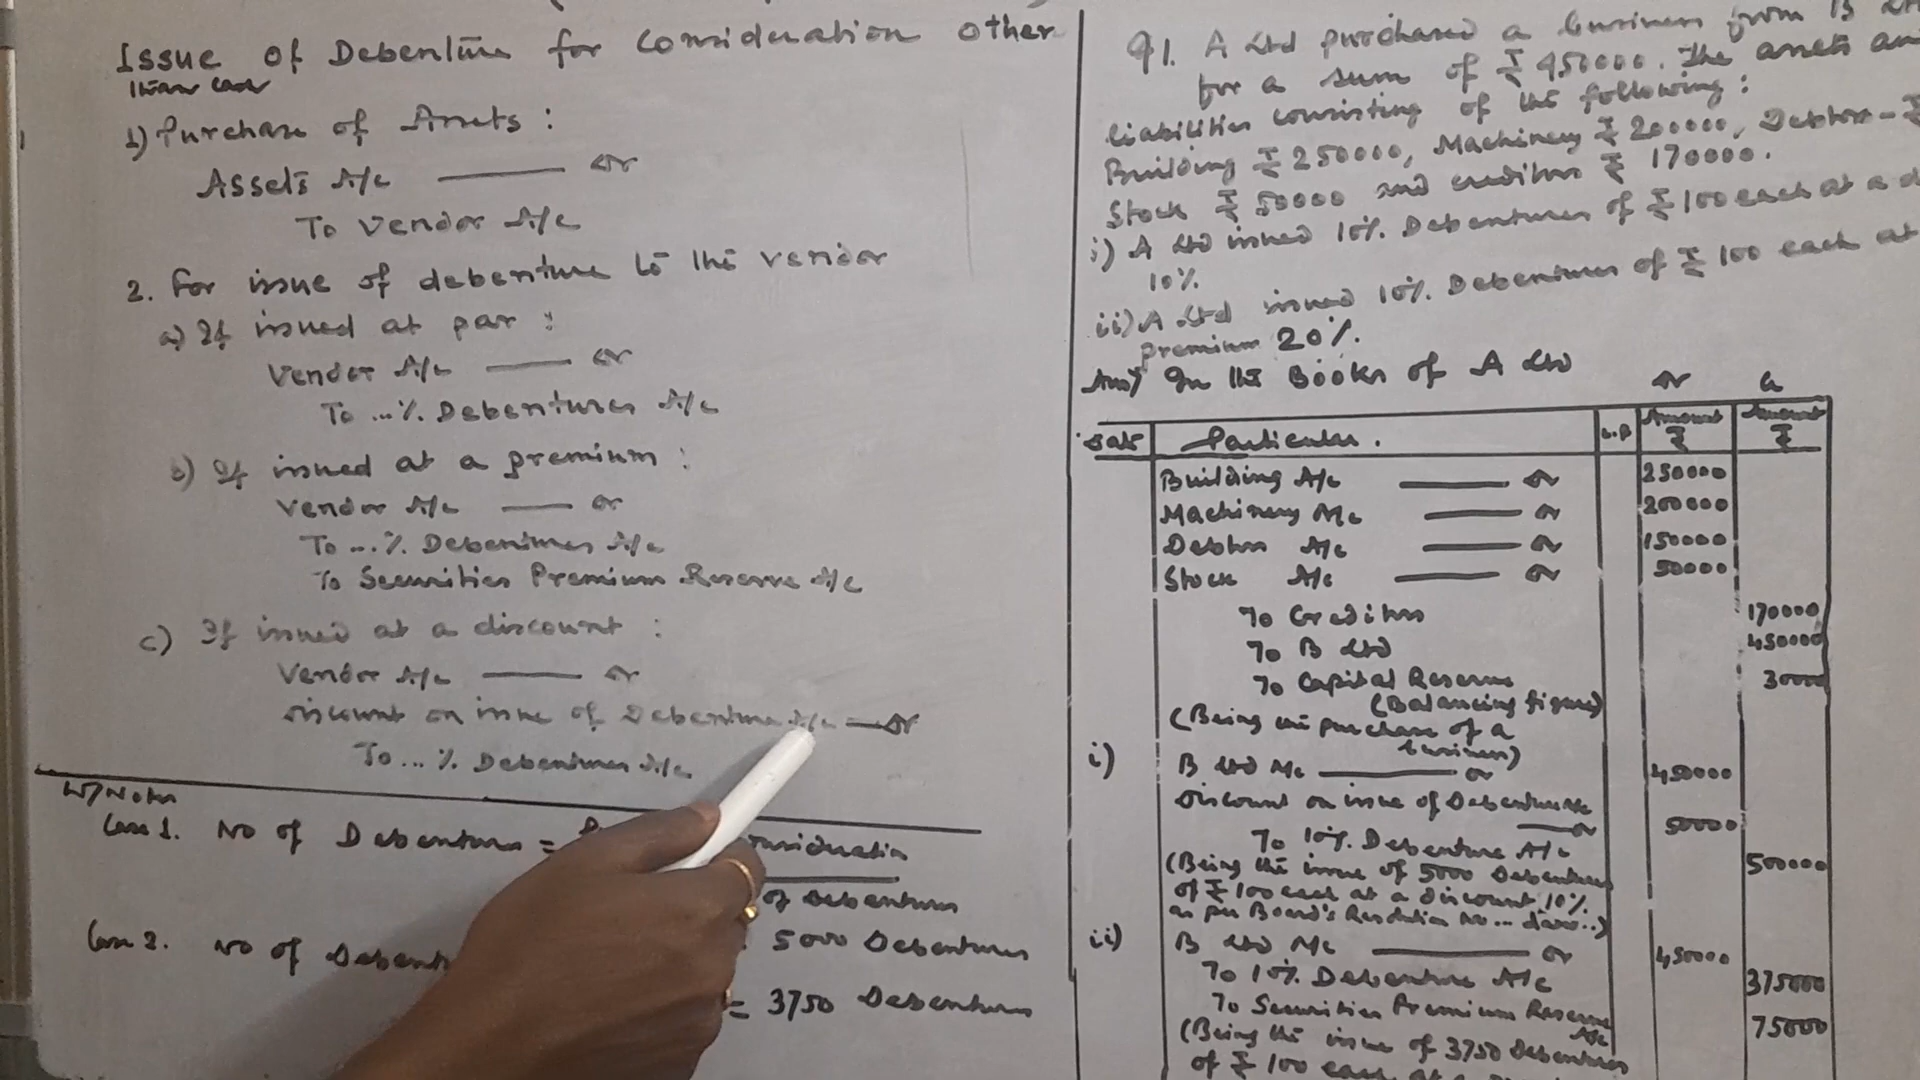 Issue of Debenture for Consideration other
than cash
1) Purchase of Assets :
Assets A/c ——— Dr
To Vendor A/c
2. For issue of debenture to the vendor
a) If issued at par :
Vendor A/c —— Dr
To ...% Debentures A/c
b) If issued at a premium :
Vendor A/c —— Dr
To ...% Debentures A/c
To Securities Premium Reserve A/c
c) If issued at a discount :
Vendor A/c —— Dr
Discount on issue of Debenture A/c — Dr
To ...% Debentures A/c
W/Notes
Case 1. No of Debentures =
Consideration
of Debentures
5000 Debentures
Case 2. No of Debent
= 3750 Debentures
Q1. A Ltd purchased a business from B Ltd
for a sum of ₹ 450000. The assets an
liabilities consisting of the following :
Building ₹ 250000, Machinery ₹ 200000, Debtors - ₹
Stock ₹ 50000 and creditors ₹ 170000.
i) A Ltd issued 10% Debentures of ₹ 100 each at a d
10%
ii) A Ltd issued 10% Debentures of ₹ 100 each at
premium 20%.
Ans) In the Books of A Ltd
Dr Cr
Date Particulars. L.F Amount ₹ Amount ₹
Building A/c —— Dr 250000
Machinery A/c —— Dr 200000
Debtors A/c —— Dr 150000
Stock A/c —— Dr 50000
To Creditors 170000
To B Ltd 450000
To Capital Reserve 30000
(Balancing figure)
(Being the purchase of a
business)
i) B Ltd A/c —— Dr 450000
Discount on issue of Debenture A/c
— Dr 50000
To 10% Debenture A/c 500000
(Being the issue of 5000 Debentures
of ₹ 100 each at a discount 10%
as per Board's Resolution No... date..)
ii) B Ltd A/c —— Dr 450000
To 10% Debenture A/c 375000
To Securities Premium Reserve
A/c 75000
(Being the issue of 3750 Debentures
of ₹ 100 each at a